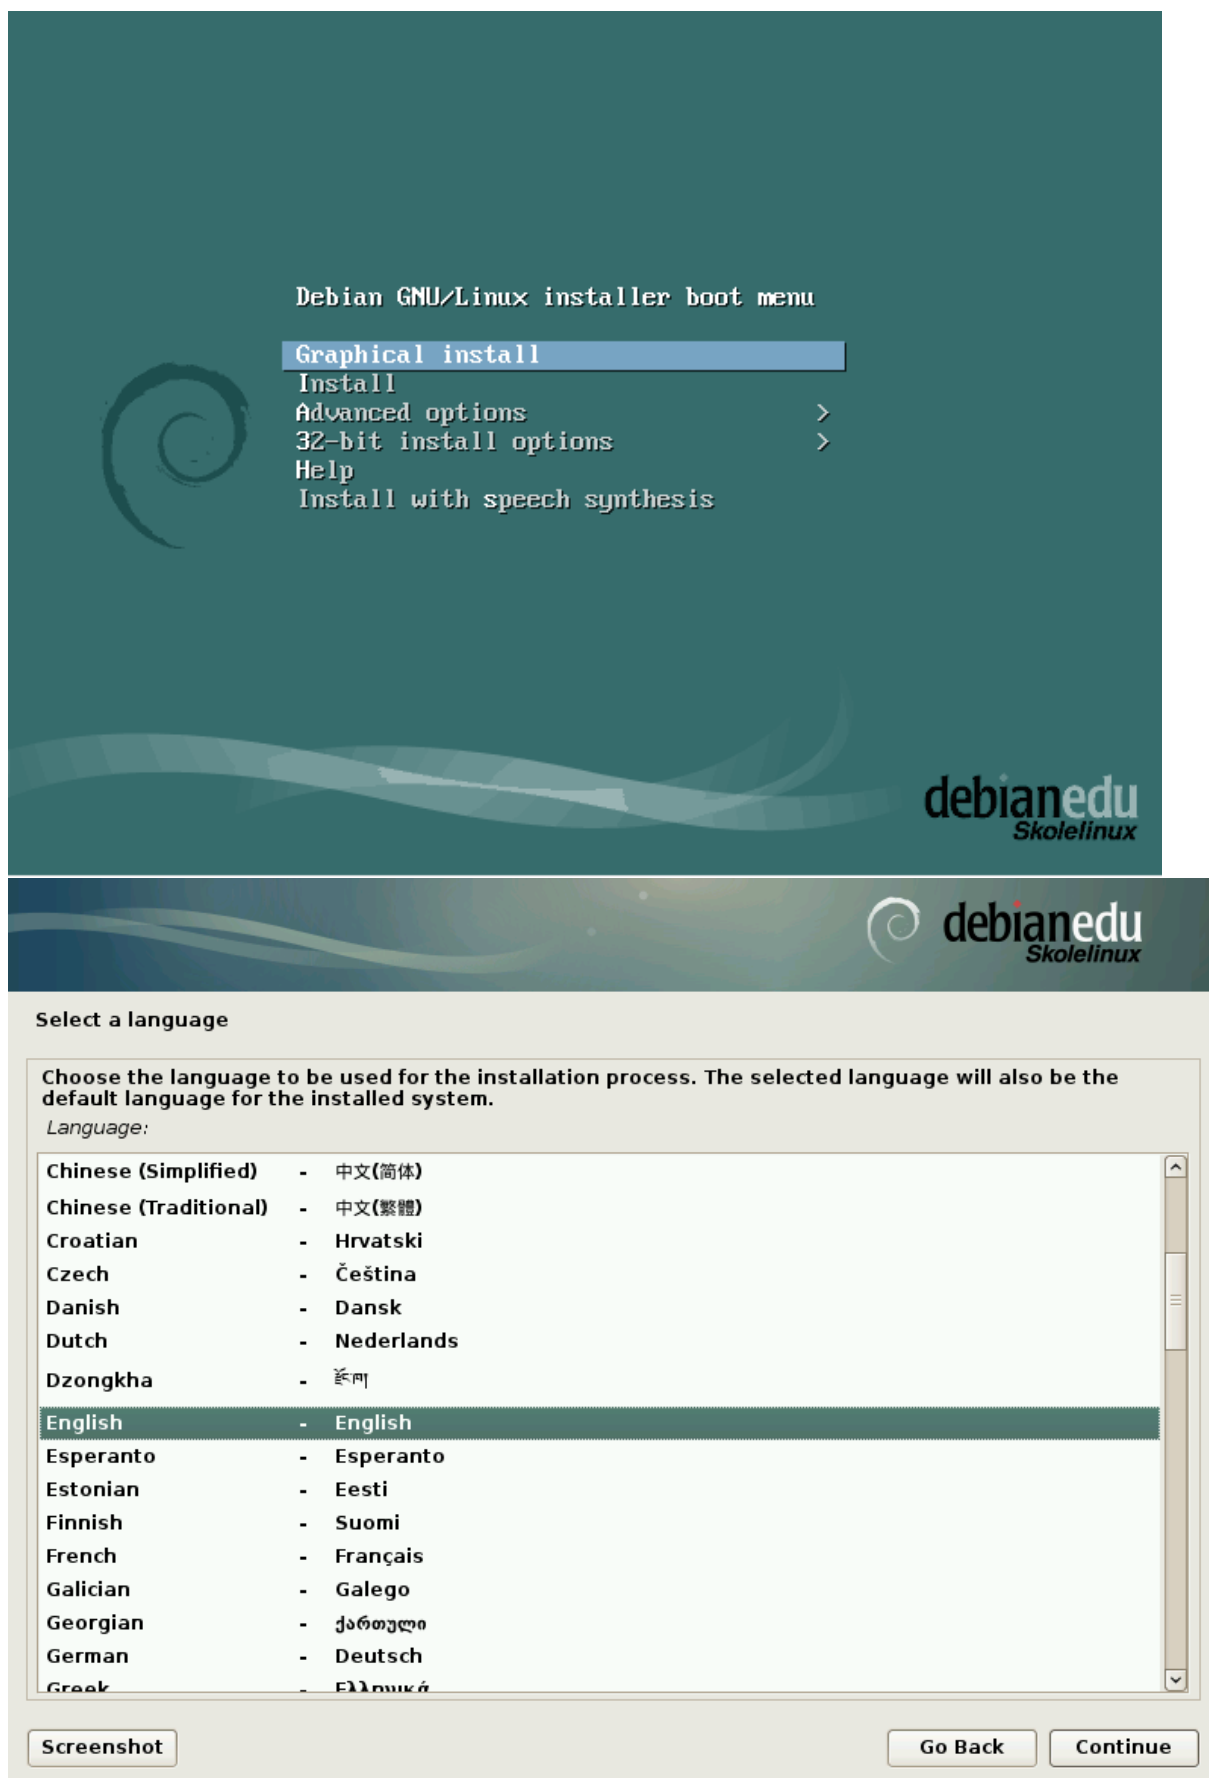 Debian GNU/Linux installer boot menu
Graphical install
Install
Advanced options >
32-bit install options >
Help
Install with speech synthesis
debianedu
Skolelinux
debianedu
Skolelinux
Select a language
Choose the language to be used for the installation process. The selected language will also be the
default language for the installed system.
Language:
Chinese (Simplified) - 中文(简体)
Chinese (Traditional) - 中文(繁體)
Croatian - Hrvatski
Czech - Čeština
Danish - Dansk
Dutch - Nederlands
Dzongkha - རྫོང་ཁ།
English - English
Esperanto - Esperanto
Estonian - Eesti
Finnish - Suomi
French - Français
Galician - Galego
Georgian - ქართული
German - Deutsch
Greek - Ελληνικά
Screenshot Go Back Continue